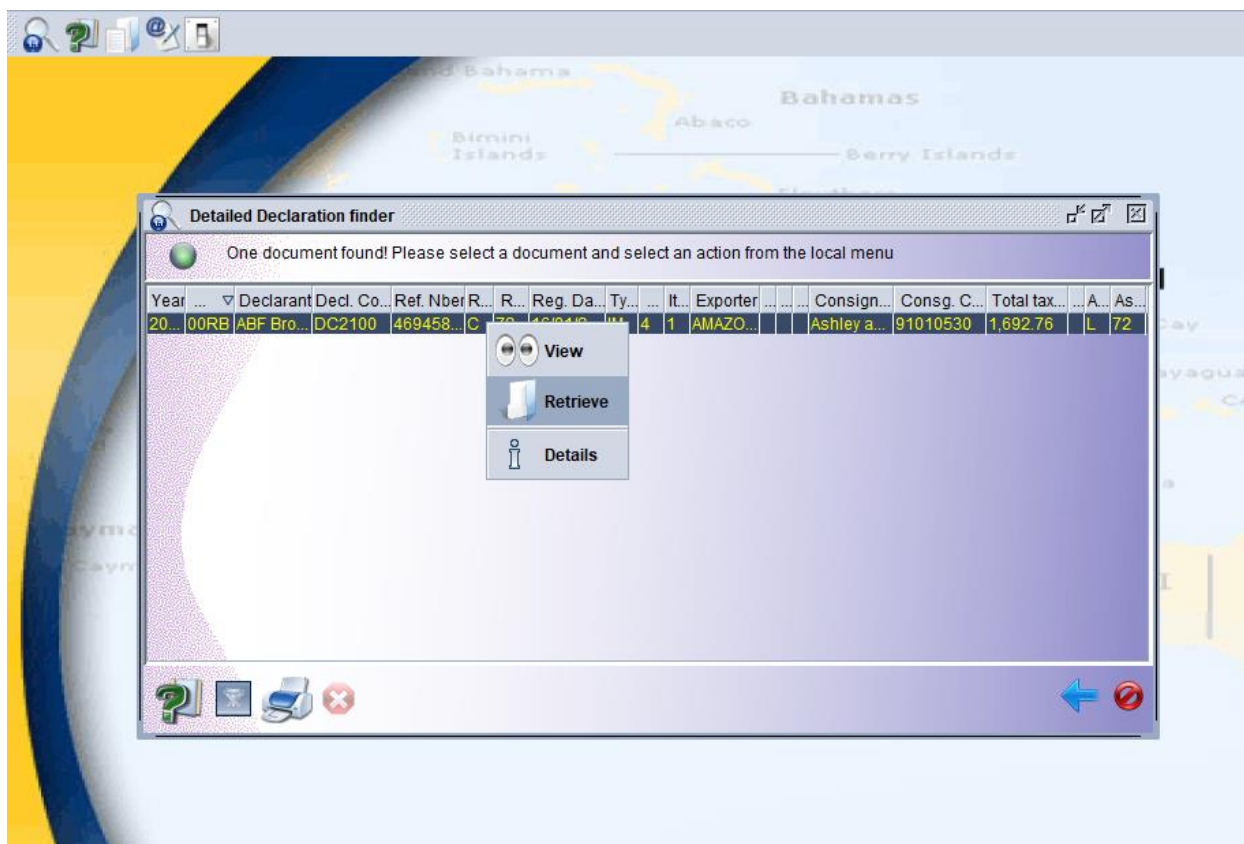 Bahama
Bahamas
Abaco
Bimini
Islands
Berry Islands
Detailed Declaration finder
One document found! Please select a document and select an action from the local menu
Year ... Declarant Decl. Co... Ref. Nber R... R... Reg. Da... Ty... ... It... Exporter ... ... ... Consign... Consg. C... Total tax... ... A... As...
20... 00RB ABF Bro... DC2100 469458... C 4 1 AMAZO... Ashley a... 91010530 1,692.76 L 72
View
Retrieve
Details